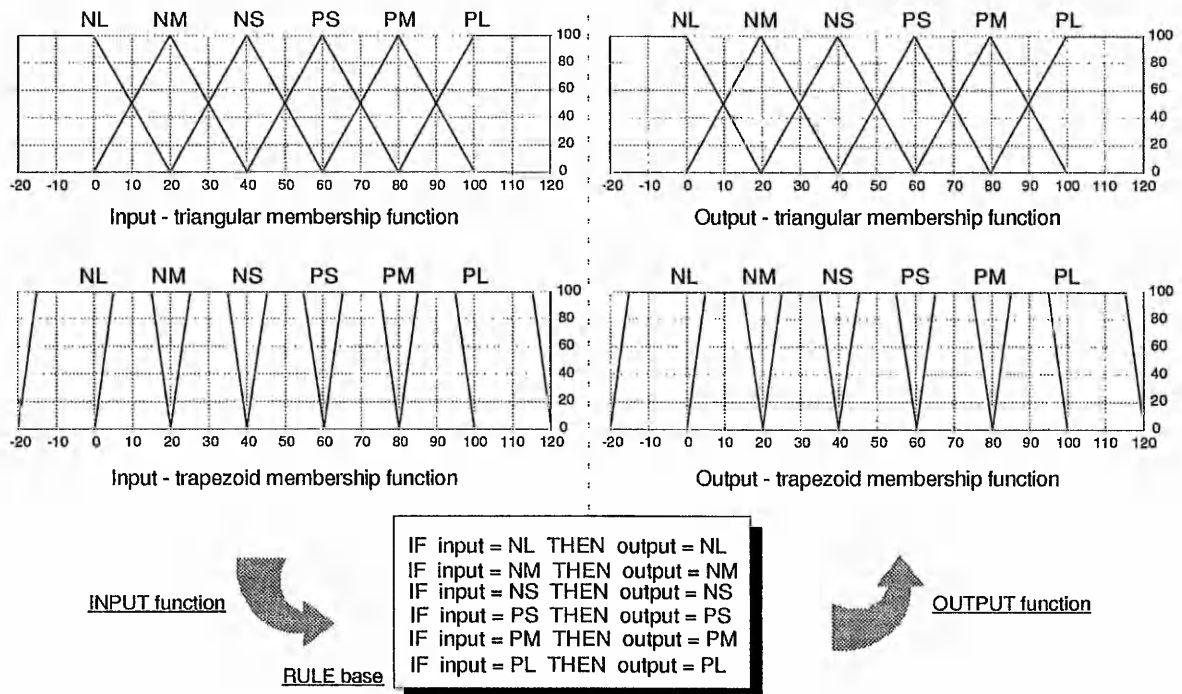 NL NM NS PS PM PL
100
80
60
40
20
0
-20 -10 0 10 20 30 40 50 60 70 80 90 100 110 120
Input - triangular membership function
NL NM NS PS PM PL
100
80
60
40
20
0
-20 -10 0 10 20 30 40 50 60 70 80 90 100 110 120
Output - triangular membership function
NL NM NS PS PM PL
100
80
60
40
20
0
-20 -10 0 10 20 30 40 50 60 70 80 90 100 110 120
Input - trapezoid membership function
NL NM NS PS PM PL
100
80
60
40
20
0
-20 -10 0 10 20 30 40 50 60 70 80 90 100 110 120
Output - trapezoid membership function
INPUT function
RULE base
IF input = NL THEN output = NL
IF input = NM THEN output = NM
IF input = NS THEN output = NS
IF input = PS THEN output = PS
IF input = PM THEN output = PM
IF input = PL THEN output = PL
OUTPUT function